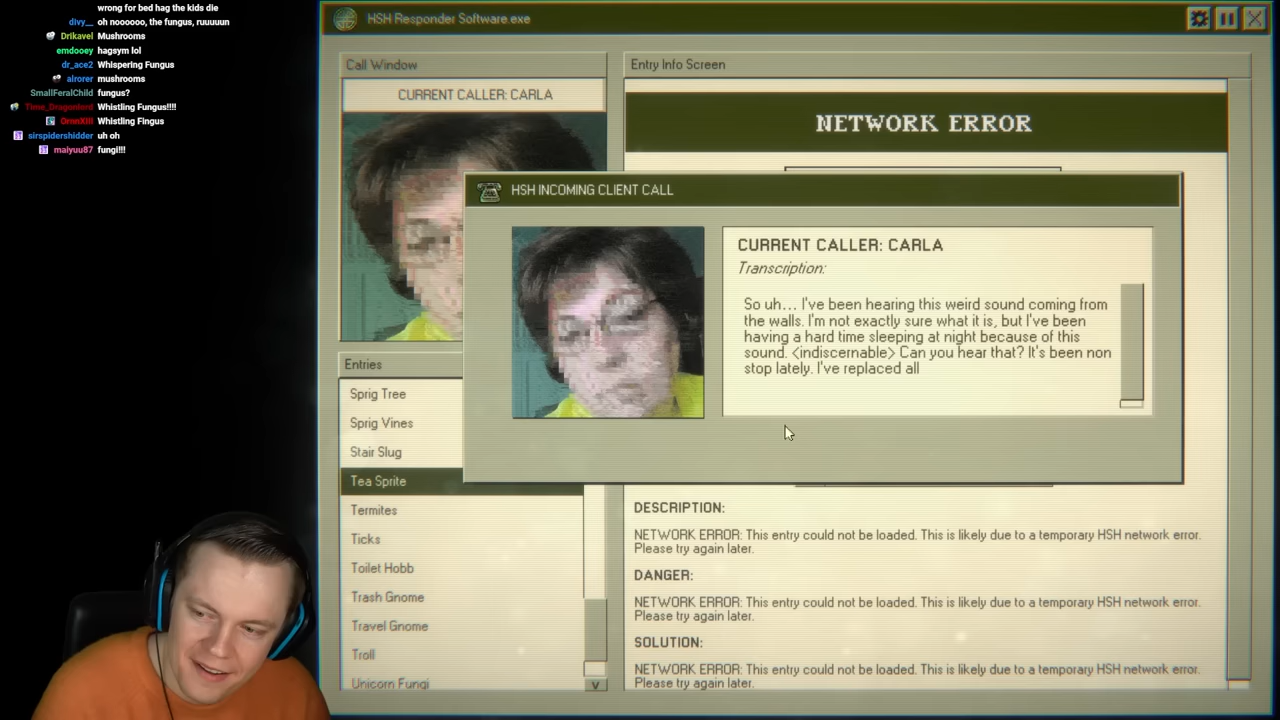 wrong for bed hag the kids die
divy__ oh noooooo, the fungus, ruuuuun
Drikavel Mushrooms
emdooey hagsym lol
dr_ace2 Whispering Fungus
alrorer mushrooms
SmallFeralChild fungus?
Time_Dragonlord Whistling Fungus!!!!
OrnnXIII Whistling Fingus
sirspidershidder uh oh
maiyuu87 fungi!!!
HSH Responder Software.exe
Call Window
CURRENT CALLER: CARLA
Entries
Sprig Tree
Sprig Vines
Stair Slug
Tea Sprite
Termites
Ticks
Toilet Hobb
Trash Gnome
Travel Gnome
Troll
Unicorn Fungi
V
Entry Info Screen
NETWORK ERROR
HSH INCOMING CLIENT CALL
CURRENT CALLER: CARLA
Transcription:
So uh... I've been hearing this weird sound coming from
the walls. I'm not exactly sure what it is, but I've been
having a hard time sleeping at night because of this
sound. <indiscernable> Can you hear that? It's been non
stop lately. I've replaced all
DESCRIPTION:
NETWORK ERROR: This entry could not be loaded. This is likely due to a temporary HSH network error.
Please try again later.
DANGER:
NETWORK ERROR: This entry could not be loaded. This is likely due to a temporary HSH network error.
Please try again later.
SOLUTION:
NETWORK ERROR: This entry could not be loaded. This is likely due to a temporary HSH network error.
Please try again later.